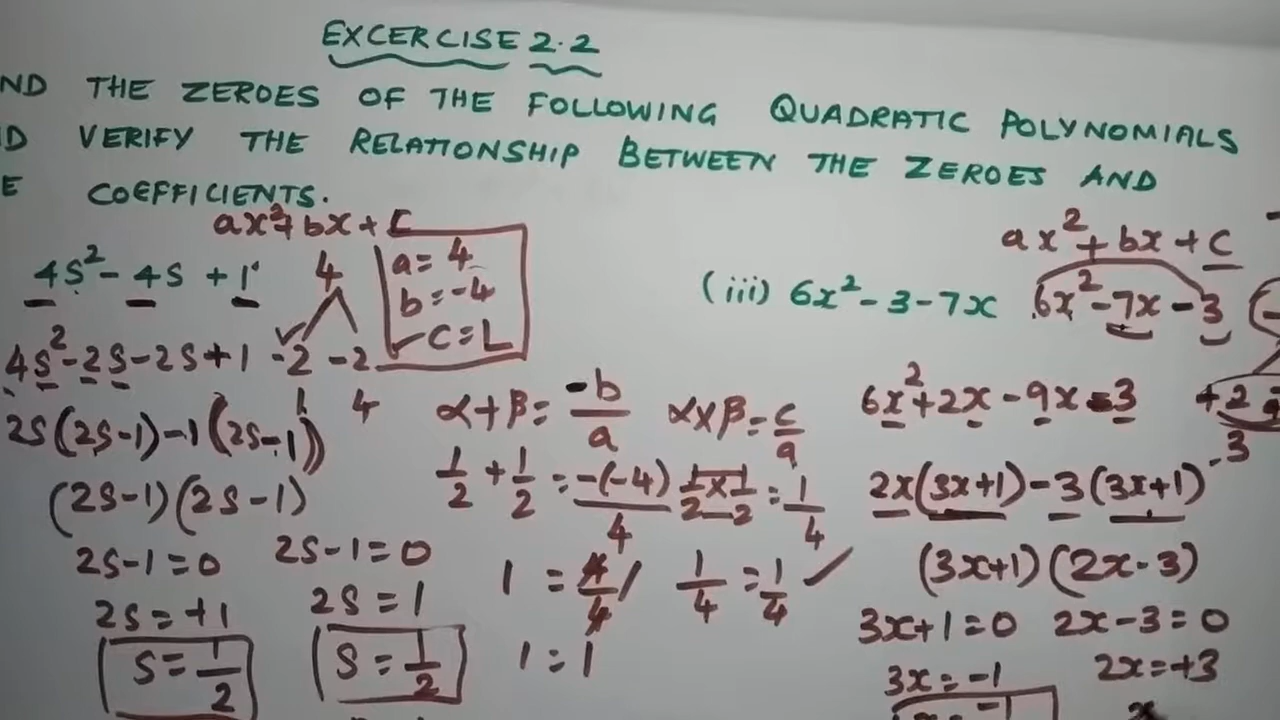 EXCERCISE 2.2
ND THE ZEROES OF THE FOLLOWING QUADRATIC POLYNOMIALS
D VERIFY THE RELATIONSHIP BETWEEN THE ZEROES AND
E COEFFICIENTS.
ax²+bx+c
4s²-4s+1
4
-2 -2
1 4
a=4
b=-4
c=1
4s²-2s-2s+1
2s(2s-1)-1(2s-1)
(2s-1)(2s-1)
2s-1=0 2s-1=0
2s=+1 2s=1
s=1/2 s=1/2
α+β=-b/a α×β=c/a
1/2+1/2=-(-4)/4 1/2×1/2=1/4
1=4/4 1/4=1/4 ✓
1=1
(iii) 6x²-3-7x
ax²+bx+c
6x²-7x-3
+2
-3
6x²+2x-9x-3
2x(3x+1)-3(3x+1)
(3x+1)(2x-3)
3x+1=0 2x-3=0
3x=-1 2x=+3